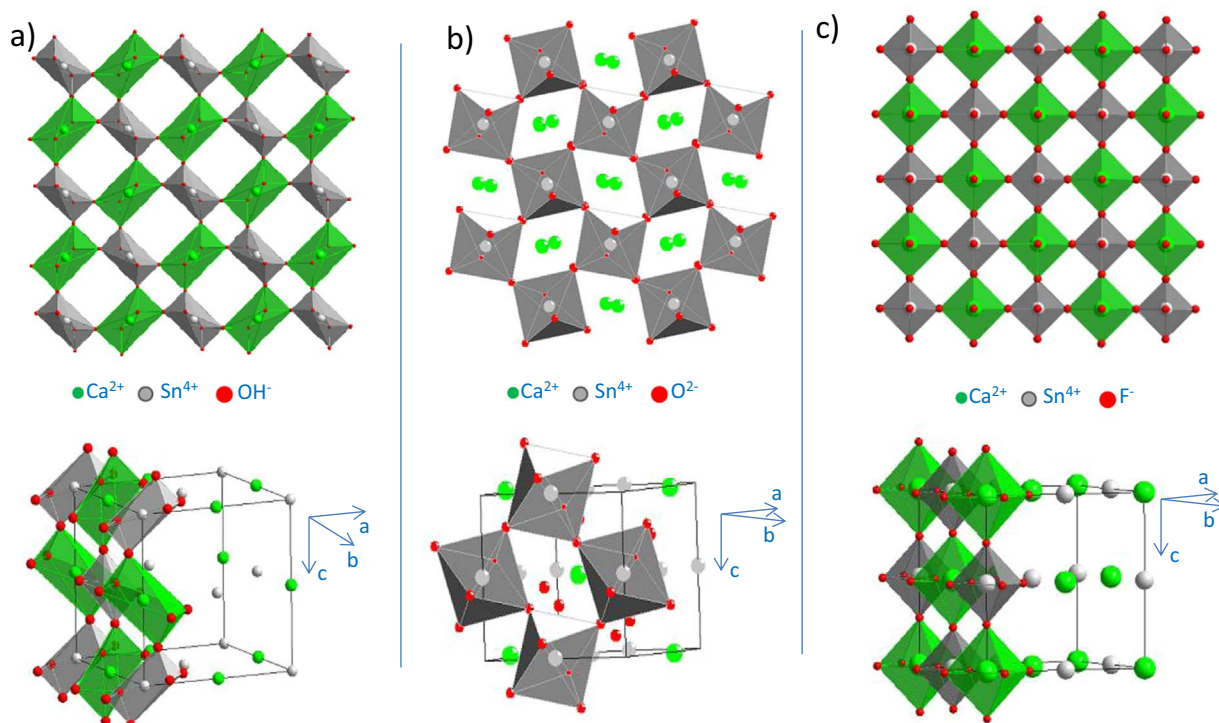 a)
b)
c)
Ca²⁺ Sn⁴⁺ OH⁻
Ca²⁺ Sn⁴⁺ O²⁻
Ca²⁺ Sn⁴⁺ F⁻
a
b
c
a
b
c
a
b
c